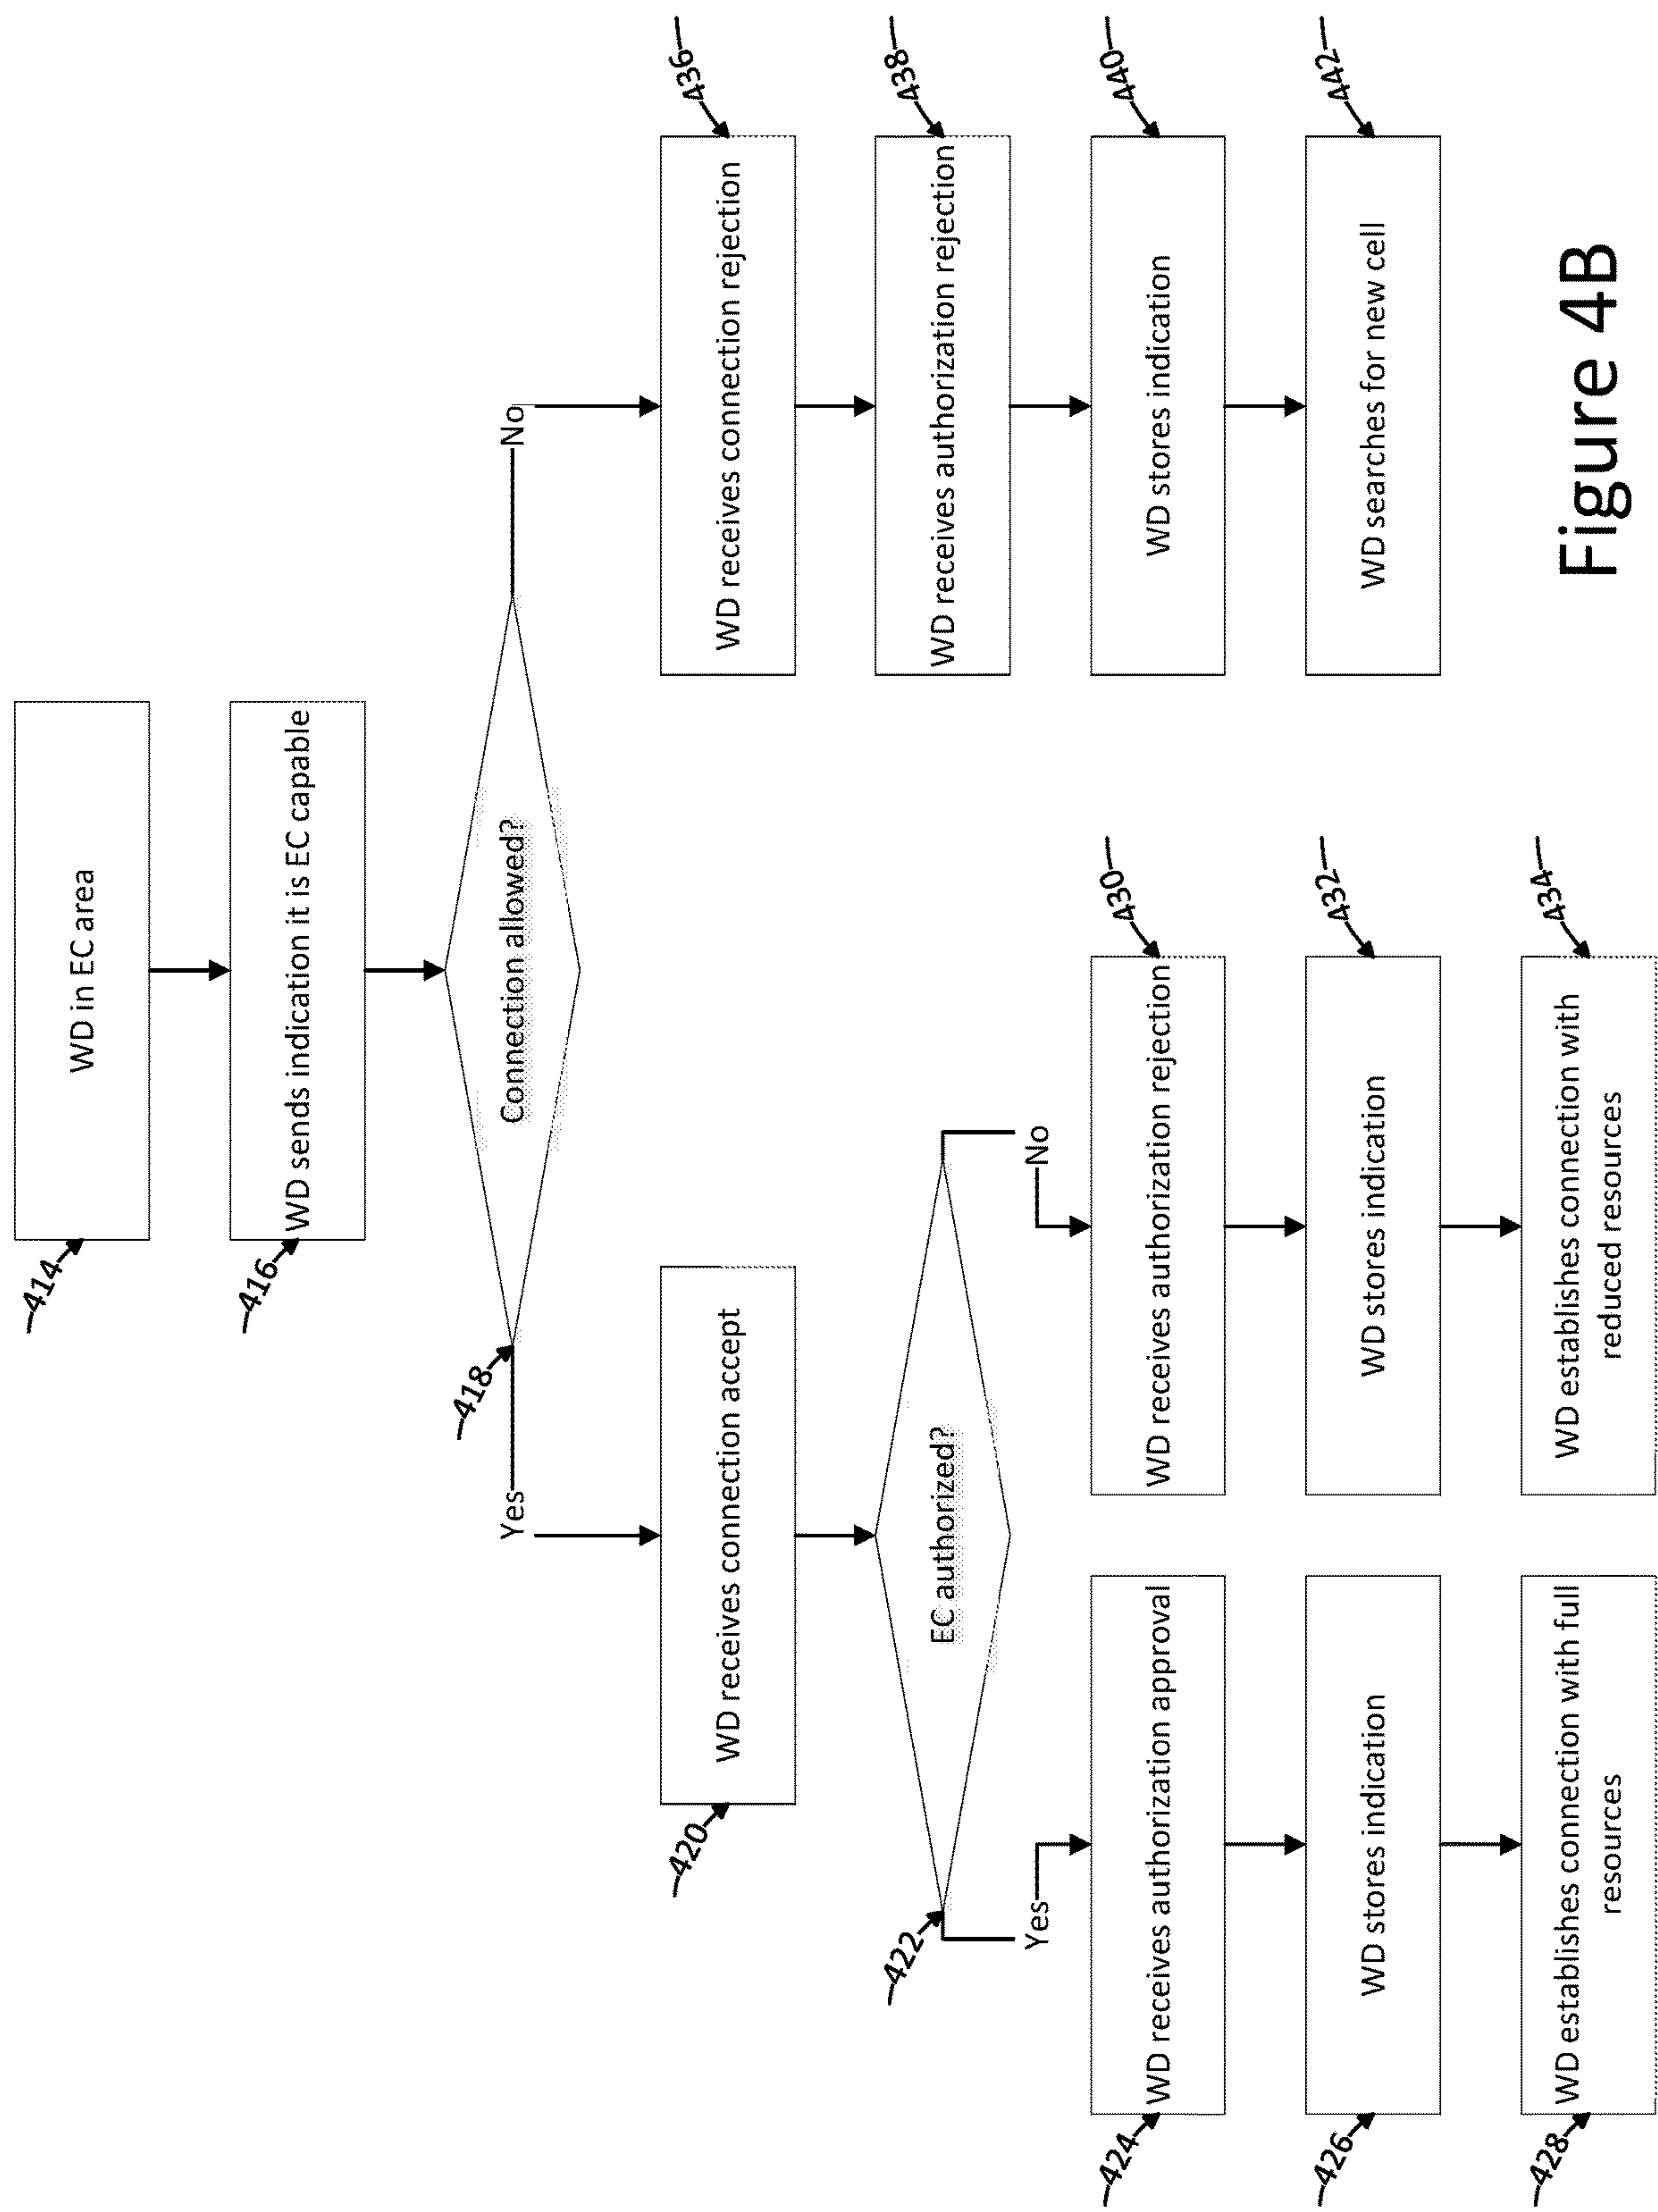 414
WD in EC area
416
WD sends indication it is EC capable
418
Connection allowed?
Yes
No
420
WD receives connection accept
422
EC authorized?
Yes
No
424
WD receives authorization approval
426
WD stores indication
428
WD establishes connection with full
resources
430
WD receives authorization rejection
432
WD stores indication
434
WD establishes connection with
reduced resources
436
WD receives connection rejection
438
WD receives authorization rejection
440
WD stores indication
442
WD searches for new cell
Figure 4B